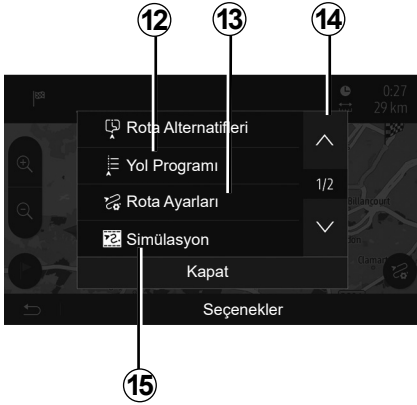 12 13 14
0:27
29 km
Rota Alternatifleri
Yol Programı
1/2
Rota Ayarları
Billancourt
Simülasyon
Kapat
Seçenekler
15